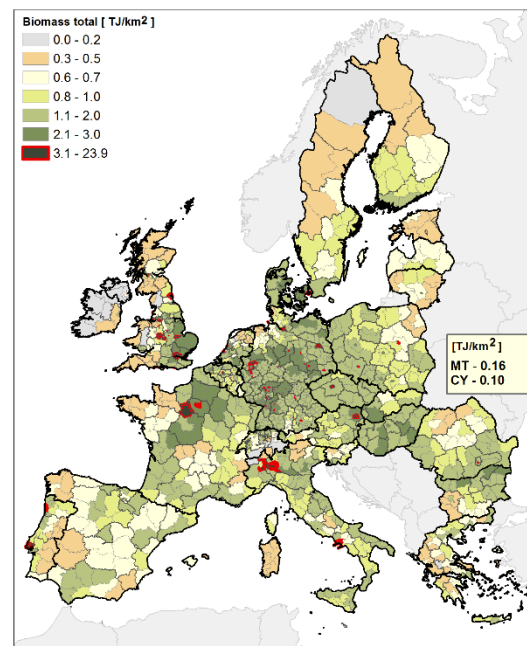 Biomass total [ TJ/km²]
0.0 - 0.2
0.3 - 0.5
0.6 - 0.7
0.8 - 1.0
1.1 - 2.0
2.1 - 3.0
3.1 - 23.9
[TJ/km²]
MT - 0.16
CY - 0.10